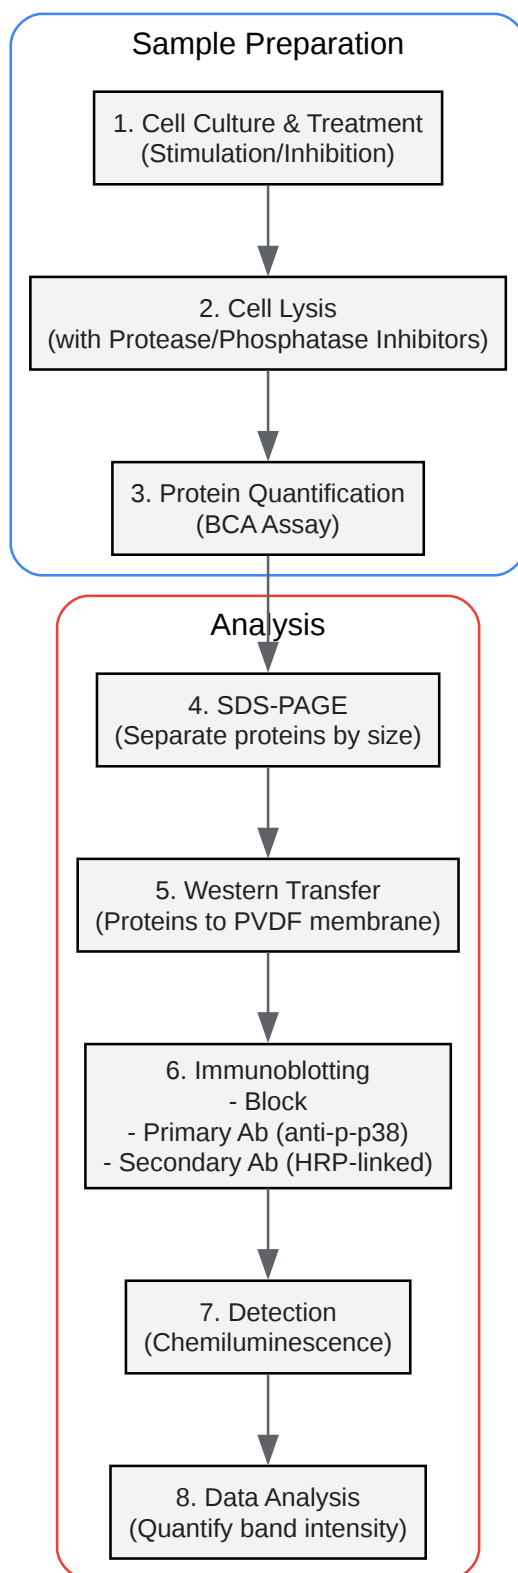 Sample Preparation
1. Cell Culture & Treatment
(Stimulation/Inhibition)
2. Cell Lysis
(with Protease/Phosphatase Inhibitors)
3. Protein Quantification
(BCA Assay)
Analysis
4. SDS-PAGE
(Separate proteins by size)
5. Western Transfer
(Proteins to PVDF membrane)
6. Immunoblotting
- Block
- Primary Ab (anti-p-p38)
- Secondary Ab (HRP-linked)
7. Detection
(Chemiluminescence)
8. Data Analysis
(Quantify band intensity)